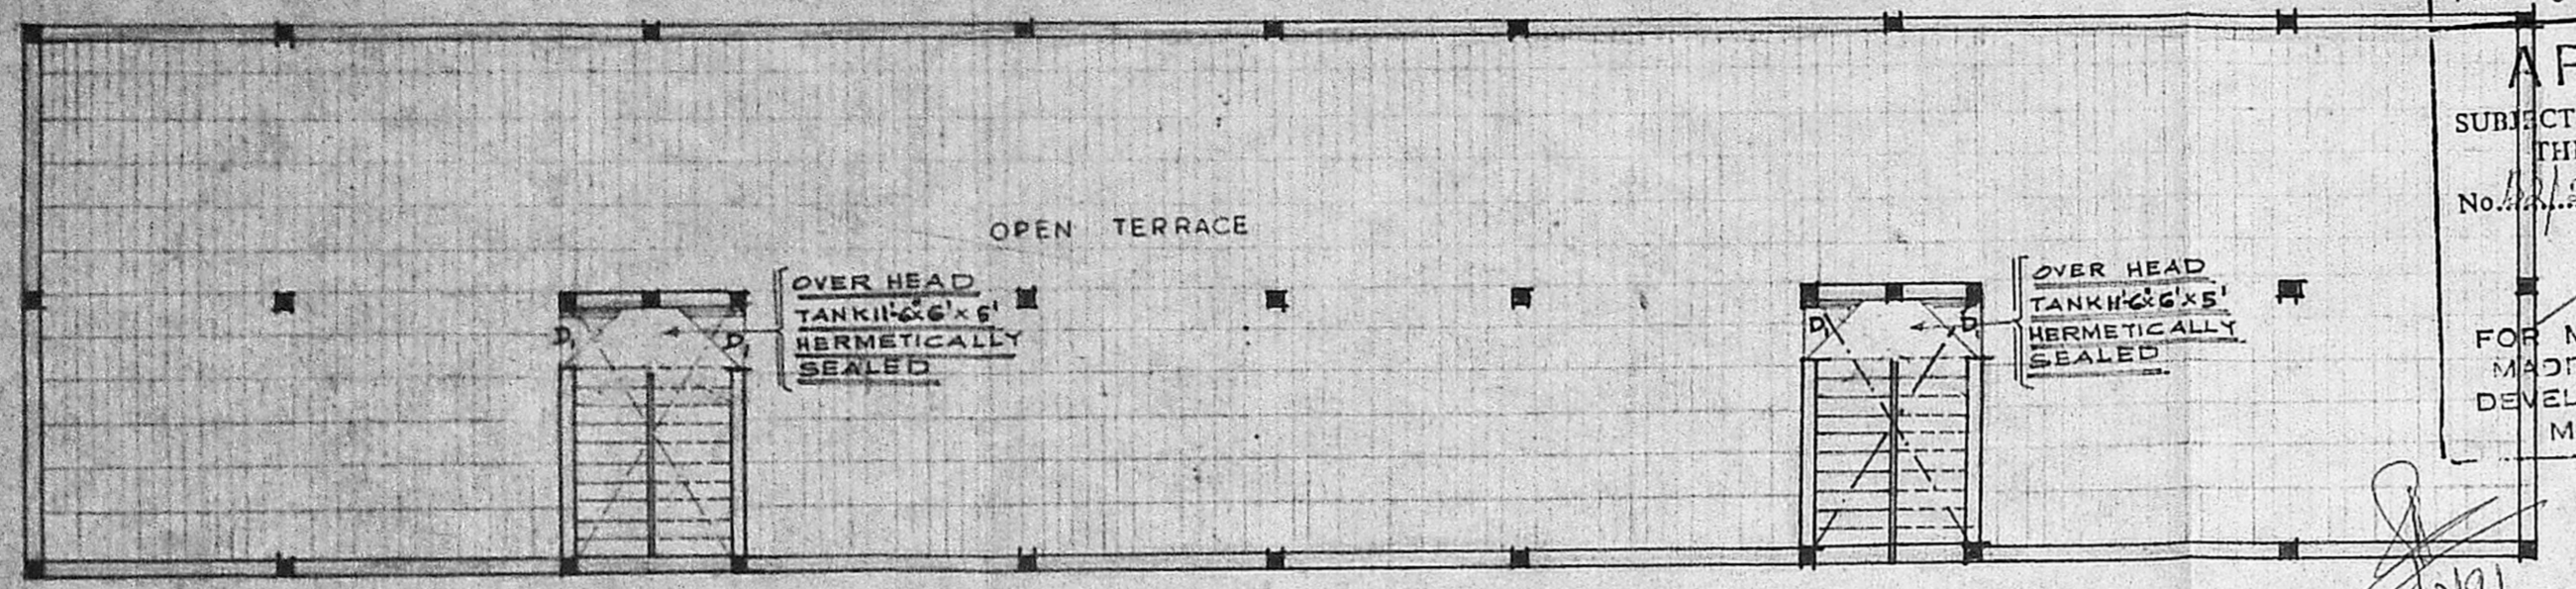 OPEN TERRACE
OVER HEAD
TANK 11'-6"x6'x5'
HERMETICALLY
SEALED
D1
D1
OVER HEAD
TANK 11'-6"x6'x5'
HERMETICALLY
SEALED
D1
D1
SUBJECT
No.
FOR